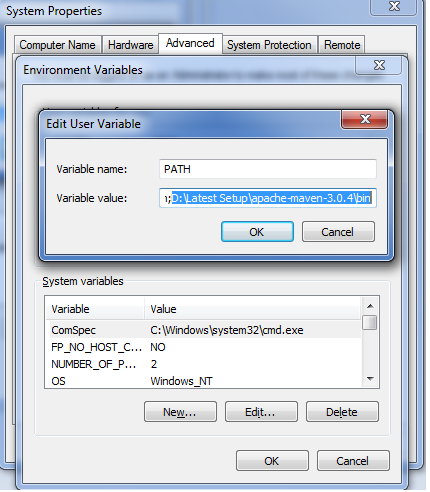 System Properties
Computer Name Hardware Advanced System Protection Remote
Environment Variables
Edit User Variable
Variable name: PATH
Variable value: ;D:\Latest Setup\apache-maven-3.0.4\bin
OK Cancel
System variables
Variable Value
ComSpec C:\Windows\system32\cmd.exe
FP_NO_HOST_C... NO
NUMBER_OF_P... 2
OS Windows_NT
New... Edit... Delete
OK Cancel